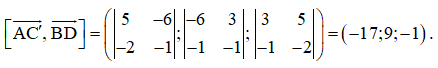 [AC′, BD] = (|5 −6; −2 −1|; |−6 3; −1 −1|; |3 5; −1 −2|) = (−17;9;−1).